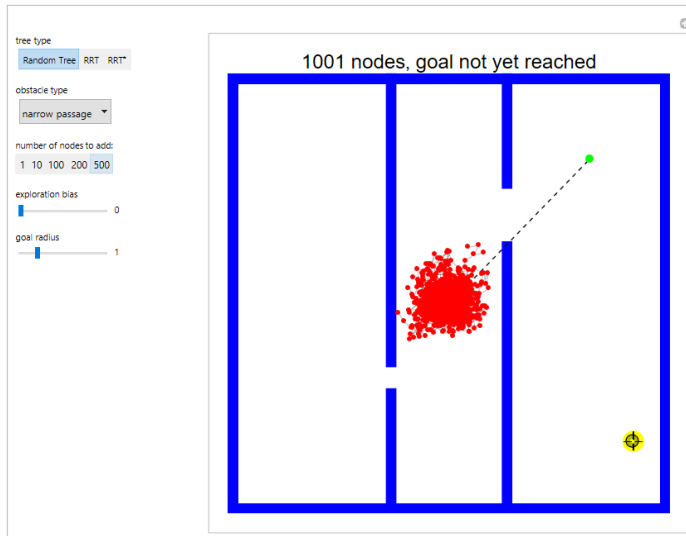 tree type
Random Tree RRT RRT*
obstacle type
narrow passage
number of nodes to add:
1 10 100 200 500
exploration bias
0
goal radius
1
1001 nodes, goal not yet reached